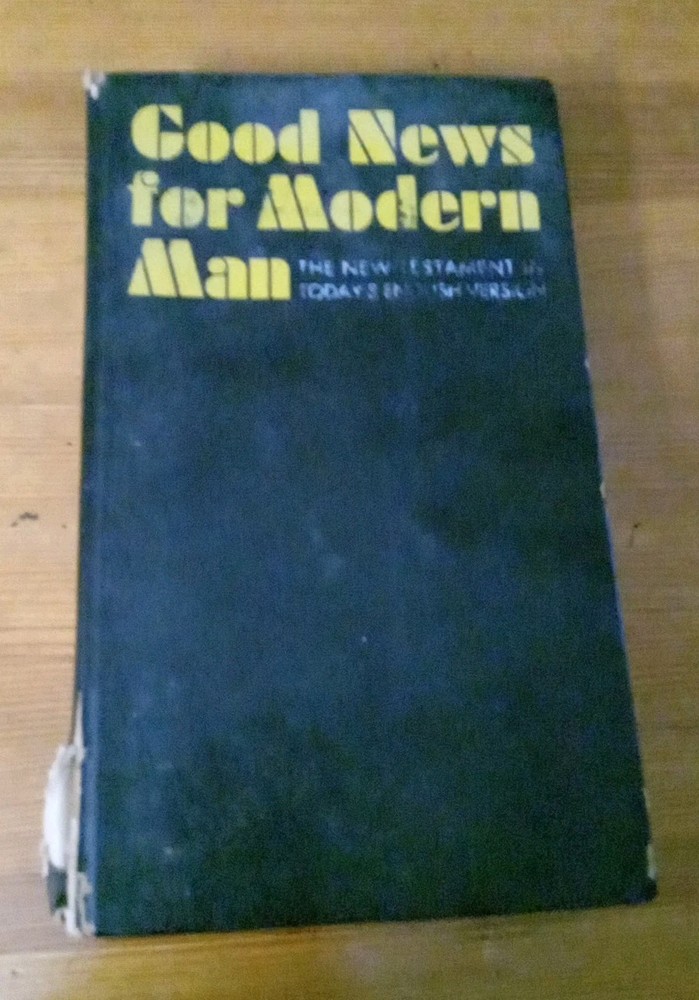 Good News
for Modern
Man
THE NEW TESTAMENT IN
TODAY'S ENGLISH VERSION